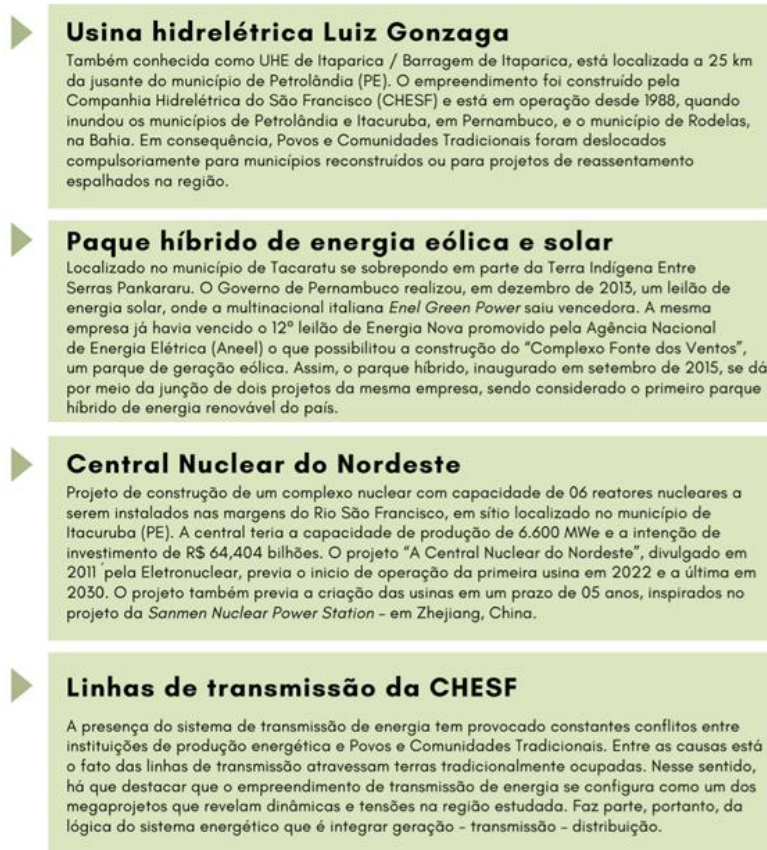 Usina hidrelétrica Luiz Gonzaga
Também conhecida como UHE de Itaparica / Barragem de Itaparica, está localizada a 25 km
da jusante do município de Petrolândia (PE). O empreendimento foi construído pela
Companhia Hidrelétrica do São Francisco (CHESF) e está em operação desde 1988, quando
inundou os municípios de Petrolândia e Itacuruba, em Pernambuco, e o município de Rodelas,
na Bahia. Em consequência, Povos e Comunidades Tradicionais foram deslocados
compulsoriamente para municípios reconstruídos ou para projetos de reassentamento
espalhados na região.
Paque híbrido de energia eólica e solar
Localizado no município de Tacaratu se sobrepondo em parte da Terra Indígena Entre
Serras Pankararu. O Governo de Pernambuco realizou, em dezembro de 2013, um leilão de
energia solar, onde a multinacional italiana Enel Green Power saiu vencedora. A mesma
empresa já havia vencido o 12º leilão de Energia Nova promovido pela Agência Nacional
de Energia Elétrica (Aneel) o que possibilitou a construção do "Complexo Fonte dos Ventos",
um parque de geração eólica. Assim, o parque híbrido, inaugurado em setembro de 2015, se dá
por meio da junção de dois projetos da mesma empresa, sendo considerado o primeiro parque
híbrido de energia renovável do país.
Central Nuclear do Nordeste
Projeto de construção de um complexo nuclear com capacidade de 06 reatores nucleares a
serem instalados nas margens do Rio São Francisco, em sítio localizado no município de
Itacuruba (PE). A central teria a capacidade de produção de 6.600 MWe e a intenção de
investimento de R$ 64,404 bilhões. O projeto "A Central Nuclear do Nordeste", divulgado em
2011 ́pela Eletronuclear, previa o inicio de operação da primeira usina em 2022 e a última em
2030. O projeto também previa a criação das usinas em um prazo de 05 anos, inspirados no
projeto da Sanmen Nuclear Power Station – em Zhejiang, China.
Linhas de transmissão da CHESF
A presença do sistema de transmissão de energia tem provocado constantes conflitos entre
instituições de produção energética e Povos e Comunidades Tradicionais. Entre as causas está
o fato das linhas de transmissão atravessam terras tradicionalmente ocupadas. Nesse sentido,
há que destacar que o empreendimento de transmissão de energia se configura como um dos
megaprojetos que revelam dinâmicas e tensões na região estudada. Faz parte, portanto, da
lógica do sistema energético que é integrar geração – transmissão – distribuição.